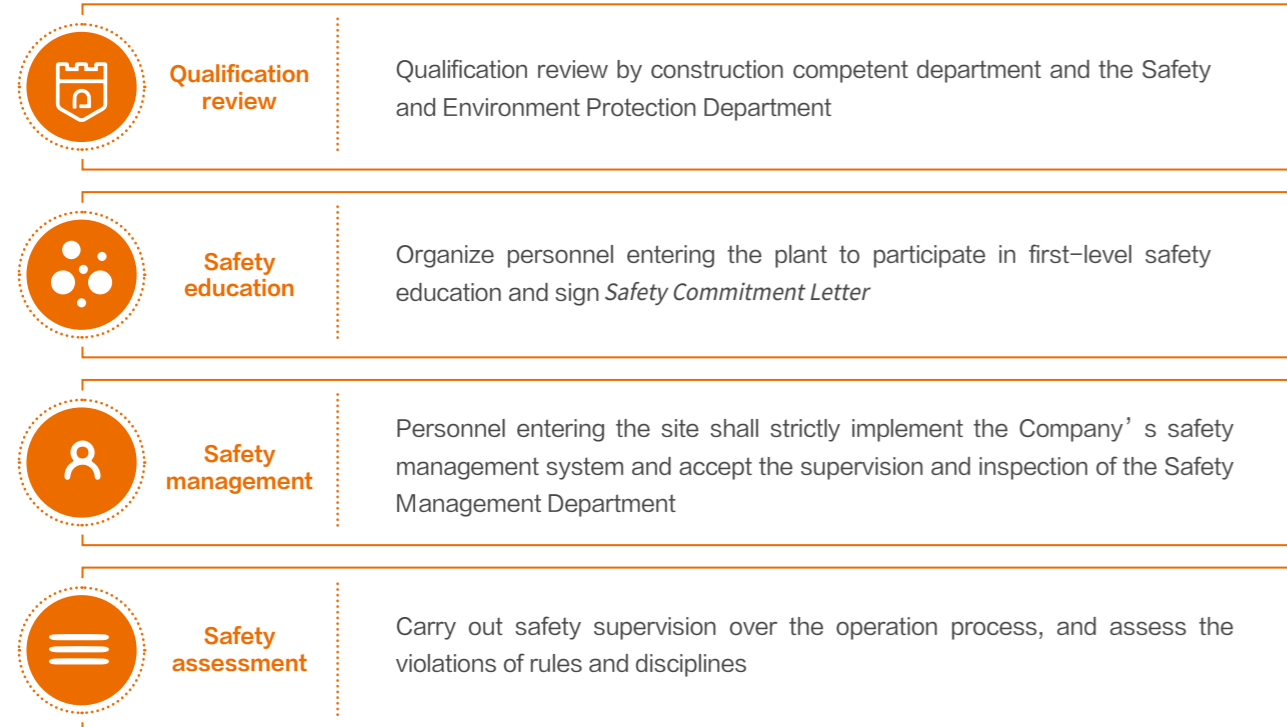 Qualification
review
Qualification review by construction competent department and the Safety
and Environment Protection Department
Safety
education
Organize personnel entering the plant to participate in first-level safety
education and sign Safety Commitment Letter
Safety
management
Personnel entering the site shall strictly implement the Company’ s safety
management system and accept the supervision and inspection of the Safety
Management Department
Safety
assessment
Carry out safety supervision over the operation process, and assess the
violations of rules and disciplines